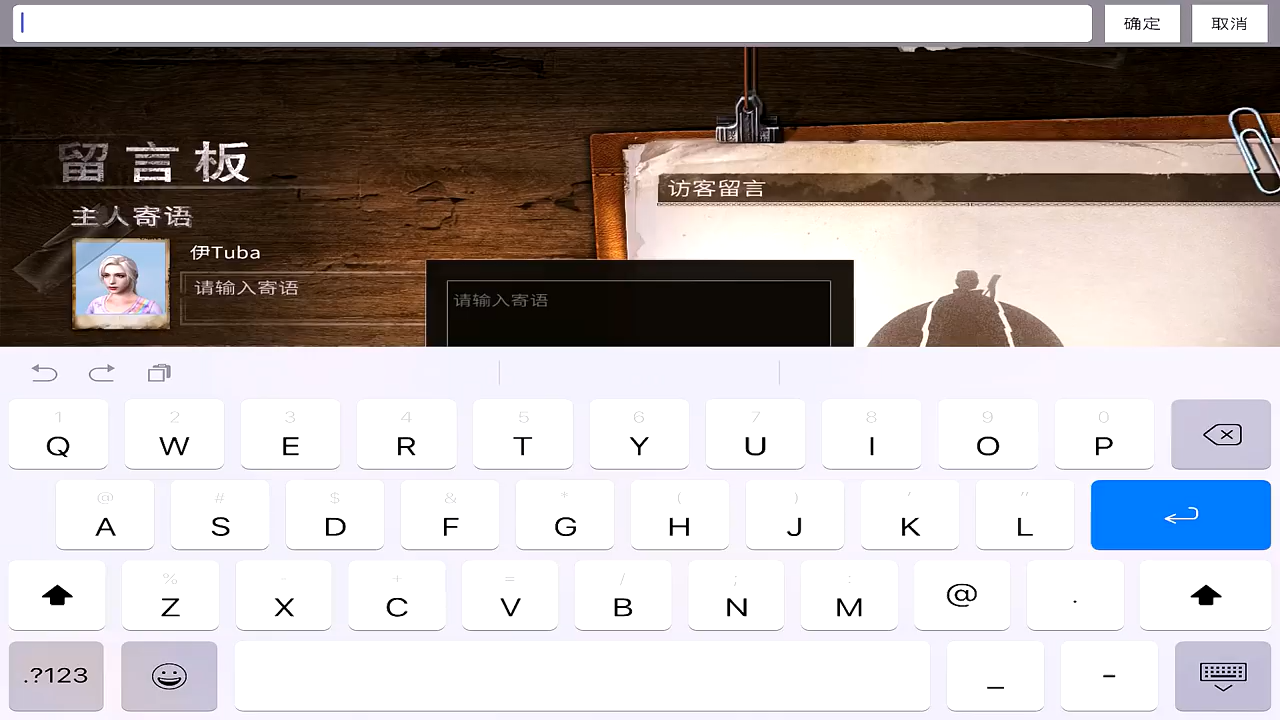 确定 取消
留言板
主人寄语
访客留言
伊Tuba
请输入寄语
请输入寄语
1 2 3 4 5 6 7 8 9 0
Q W E R T Y U I O P
@ # $ & * ( ) ' "
A S D F G H J K L
% - + = / ; :
Z X C V B N M @ .
.?123 _ -